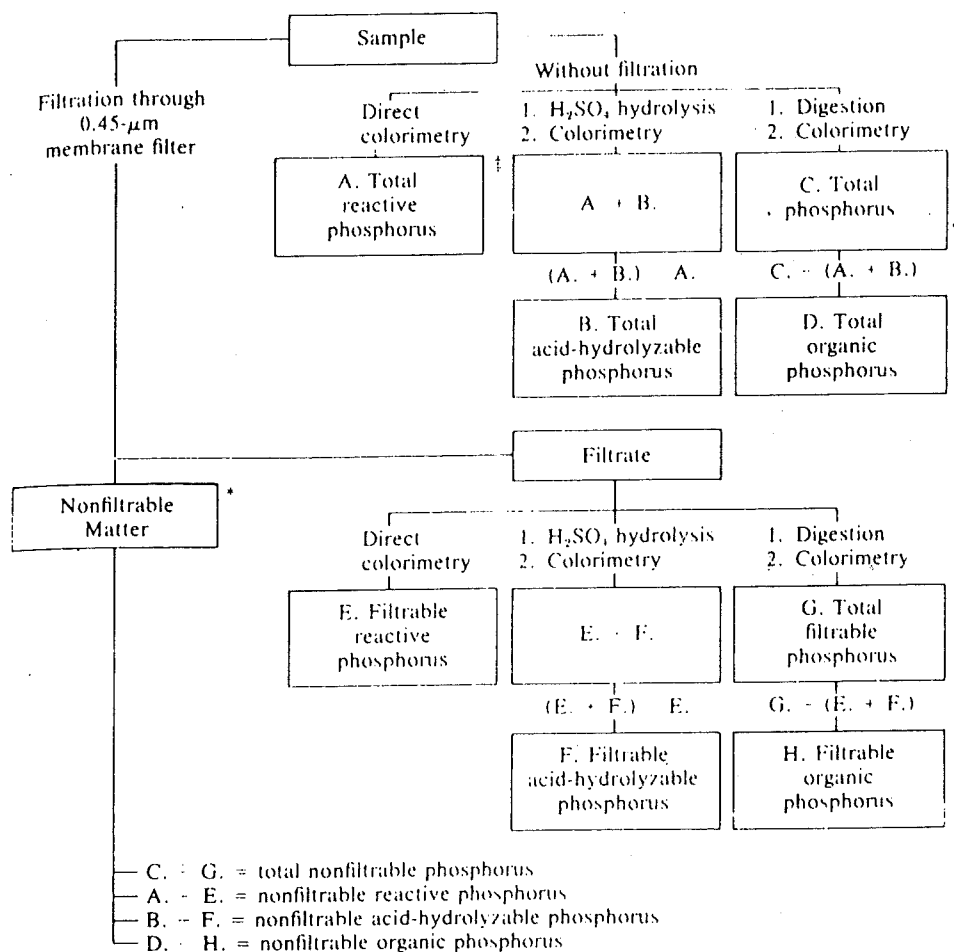 Sample
Without filtration
Filtration through
0.45-μm
membrane filter
Direct
colorimetry
1. H₂SO₄ hydrolysis
2. Colorimetry
1. Digestion
2. Colorimetry
‡
A. Total
reactive
phosphorus
A + B.
C. Total
phosphorus
(A. + B.) A.
C. - (A. + B.)
B. Total
acid-hydrolyzable
phosphorus
D. Total
organic
phosphorus
Filtrate
Nonfiltrable
Matter
*
Direct
colorimetry
1. H₂SO₄ hydrolysis
2. Colorimetry
1. Digestion
2. Colorimetry
E. Filtrable
reactive
phosphorus
E. · F.
G. Total
filtrable
phosphorus
(E. + F.) E.
G. - (E. + F.)
F. Filtrable
acid-hydrolyzable
phosphorus
H. Filtrable
organic
phosphorus
C. - G. = total nonfiltrable phosphorus
A. - E. = nonfiltrable reactive phosphorus
B. - F. = nonfiltrable acid-hydrolyzable phosphorus
D. - H. = nonfiltrable organic phosphorus